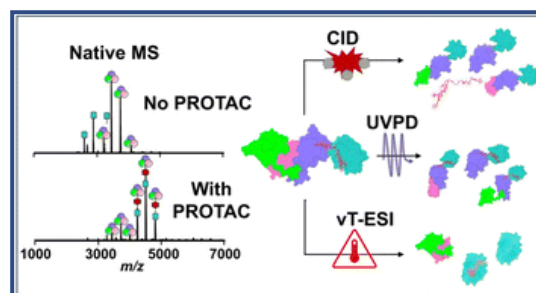 Native MS
No PROTAC
With
PROTAC
1000
3000
5000
7000
m/z
CID
UVPD
vT-ESI